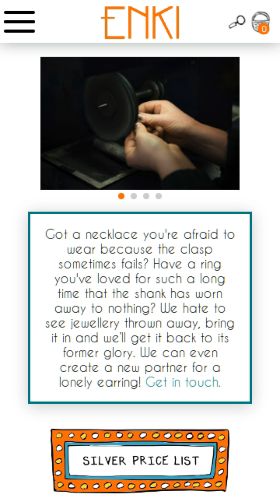 ENKI
0
Got a necklace you're afraid to
wear because the clasp
sometimes fails? Have a ring
you've loved for such a long
time that the shank has worn
away to nothing? We hate to
see jewellery thrown away, bring
it in and we'll get it back to its
former glory. We can even
create a new partner for a
lonely earring! Get in touch.
SILVER PRICE LIST